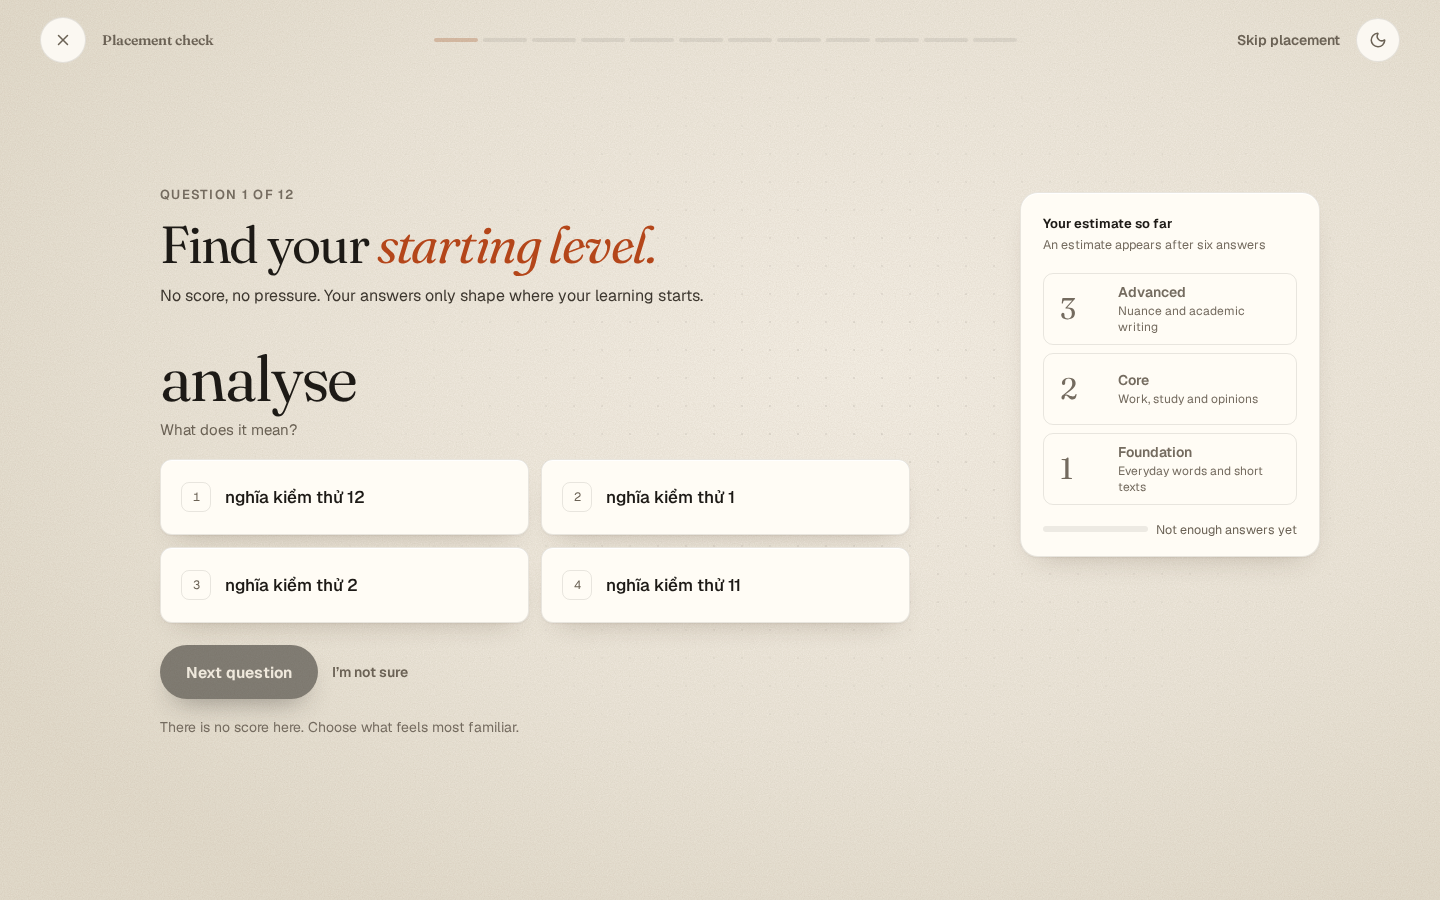 Placement check
Skip placement
QUESTION 1 OF 12
Find your starting level.
No score, no pressure. Your answers only shape where your learning starts.
analyse
What does it mean?
1 nghĩa kiểm thử 12
2 nghĩa kiểm thử 1
3 nghĩa kiểm thử 2
4 nghĩa kiểm thử 11
Next question
I'm not sure
There is no score here. Choose what feels most familiar.
Your estimate so far
An estimate appears after six answers
3 Advanced
Nuance and academic
writing
2 Core
Work, study and opinions
1 Foundation
Everyday words and short
texts
Not enough answers yet